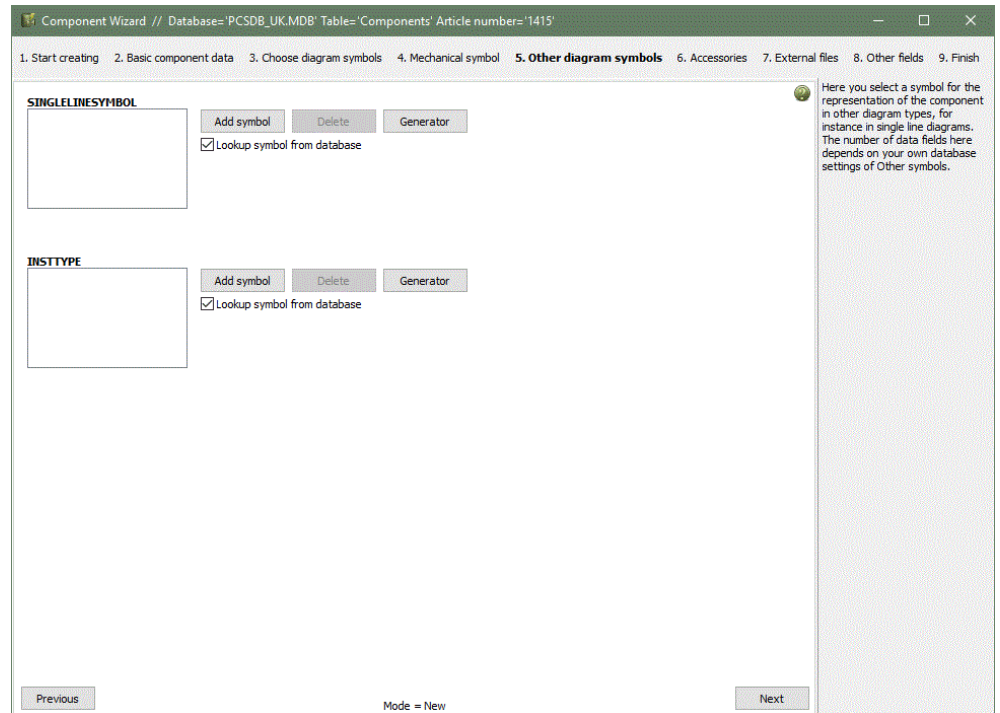 Component Wizard // Database='PCSDB_UK.MDB' Table='Components' Article number='1415'
1. Start creating 2. Basic component data 3. Choose diagram symbols 4. Mechanical symbol 5. Other diagram symbols 6. Accessories 7. External files 8. Other fields 9. Finish
SINGLELINESYMBOL
Add symbol Delete Generator
Lookup symbol from database
INSTTYPE
Add symbol Delete Generator
Lookup symbol from database
Here you select a symbol for the
representation of the component
in other diagram types, for
instance in single line diagrams.
The number of data fields here
depends on your own database
settings of Other symbols.
Previous
Mode = New
Next